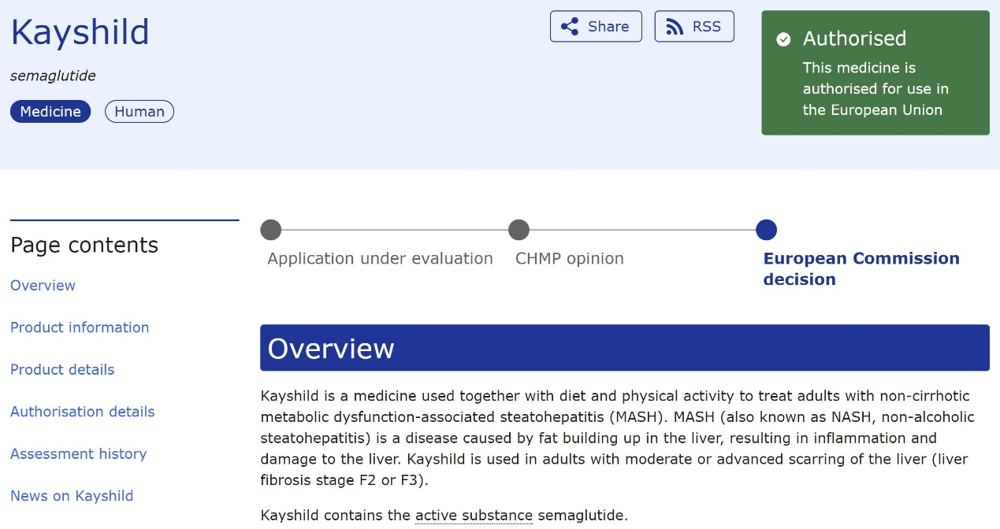 Kayshild
Share
RSS
Authorised
This medicine is
authorised for use in
the European Union
semaglutide
Medicine
Human
Page contents
Overview
Product information
Product details
Authorisation details
Assessment history
News on Kayshild
Application under evaluation
CHMP opinion
European Commission
decision
Overview
Kayshild is a medicine used together with diet and physical activity to treat adults with non-cirrhotic
metabolic dysfunction-associated steatohepatitis (MASH). MASH (also known as NASH, non-alcoholic
steatohepatitis) is a disease caused by fat building up in the liver, resulting in inflammation and
damage to the liver. Kayshild is used in adults with moderate or advanced scarring of the liver (liver
fibrosis stage F2 or F3).
Kayshild contains the active substance semaglutide.